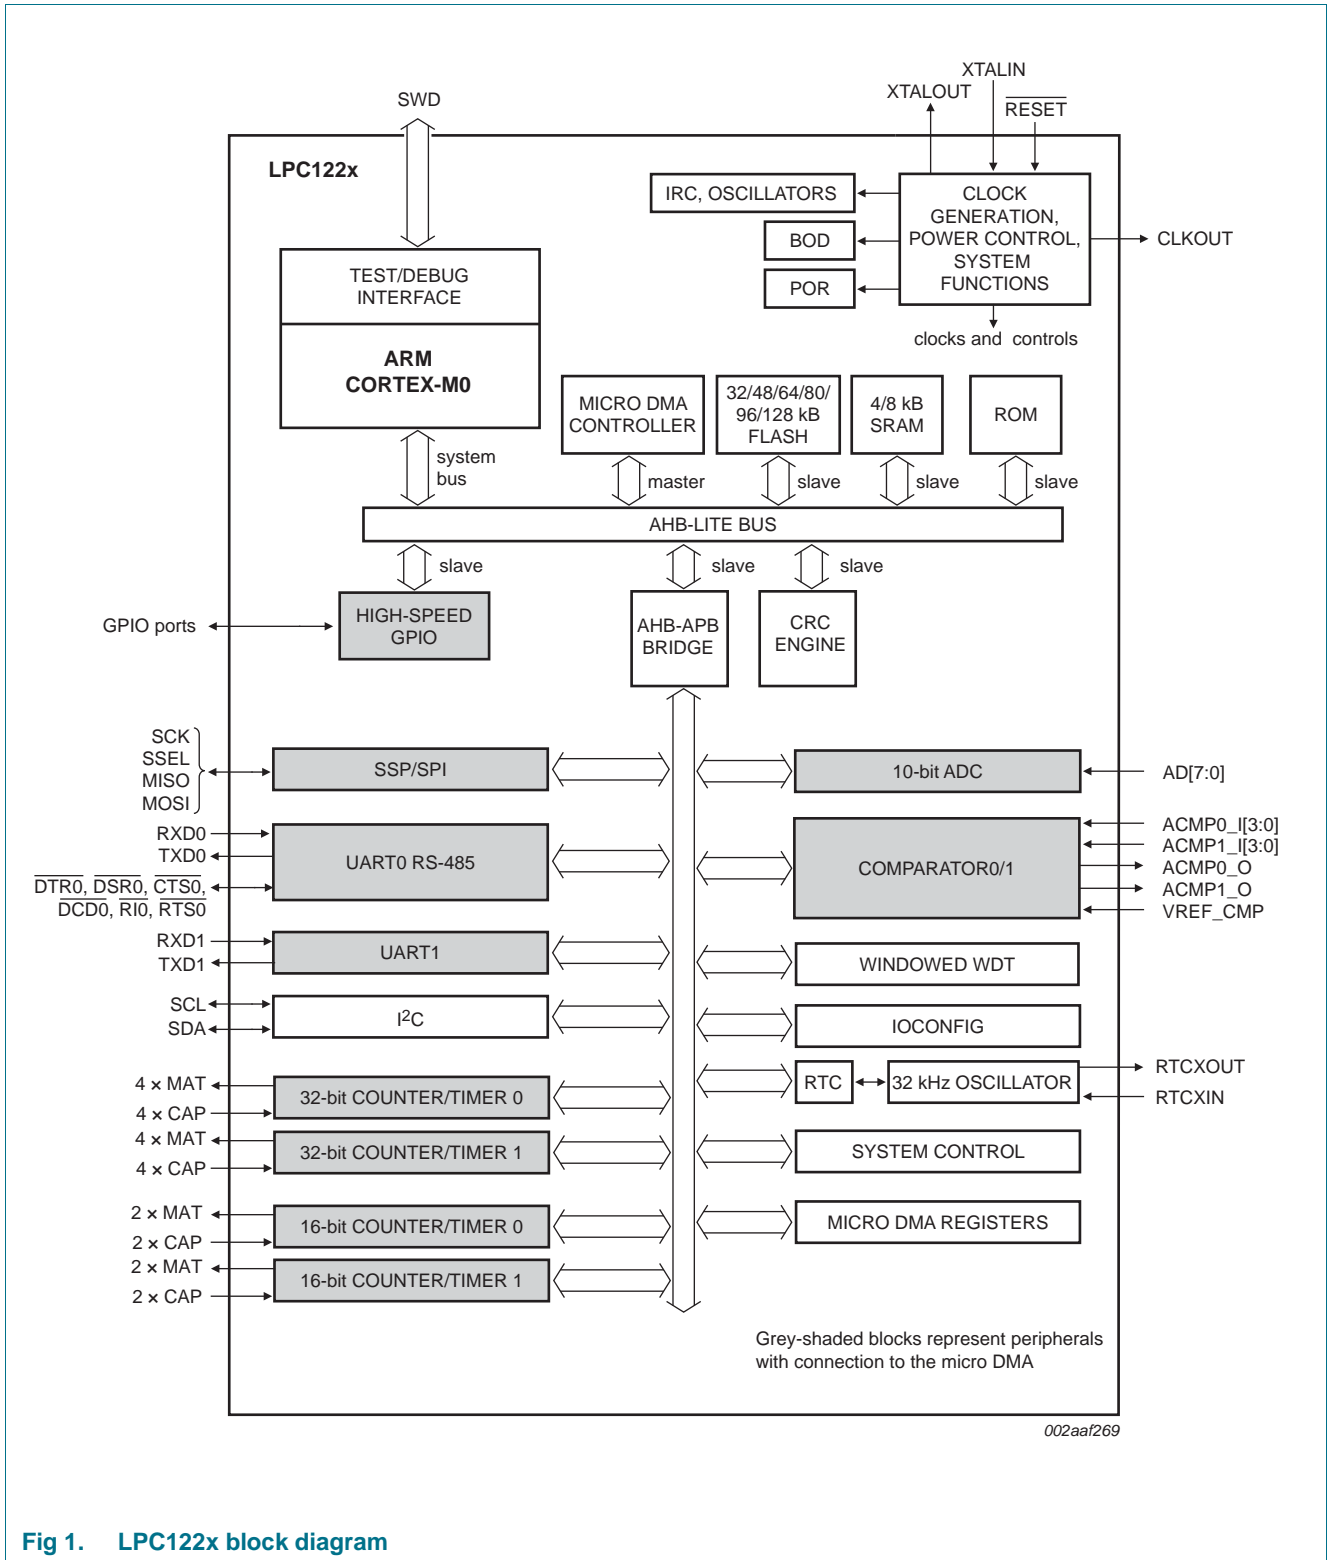 XTALIN
XTALOUT
SWD
RESET
LPC122x
IRC, OSCILLATORS
CLOCK
GENERATION,
POWER CONTROL,
SYSTEM
FUNCTIONS
BOD
CLKOUT
POR
TEST/DEBUG
INTERFACE
clocks and controls
ARM
CORTEX-M0
MICRO DMA
CONTROLLER
32/48/64/80/
96/128 kB
FLASH
4/8 kB
SRAM
ROM
system
bus
master
slave
slave
slave
AHB-LITE BUS
slave
slave
slave
GPIO ports
HIGH-SPEED
GPIO
AHB-APB
BRIDGE
CRC
ENGINE
SCK
SSEL
MISO
MOSI
SSP/SPI
10-bit ADC
AD[7:0]
RXD0
TXD0
DTR0, DSR0, CTS0,
DCD0, RI0, RTS0
UART0 RS-485
COMPARATOR0/1
ACMP0_I[3:0]
ACMP1_I[3:0]
ACMP0_O
ACMP1_O
VREF_CMP
RXD1
TXD1
UART1
WINDOWED WDT
SCL
SDA
I2C
IOCONFIG
4 × MAT
4 × CAP
32-bit COUNTER/TIMER 0
RTC
32 kHz OSCILLATOR
RTCXOUT
RTCXIN
4 × MAT
4 × CAP
32-bit COUNTER/TIMER 1
SYSTEM CONTROL
2 × MAT
2 × CAP
16-bit COUNTER/TIMER 0
MICRO DMA REGISTERS
2 × MAT
2 × CAP
16-bit COUNTER/TIMER 1
Grey-shaded blocks represent peripherals
with connection to the micro DMA
002aaf269
Fig 1. LPC122x block diagram